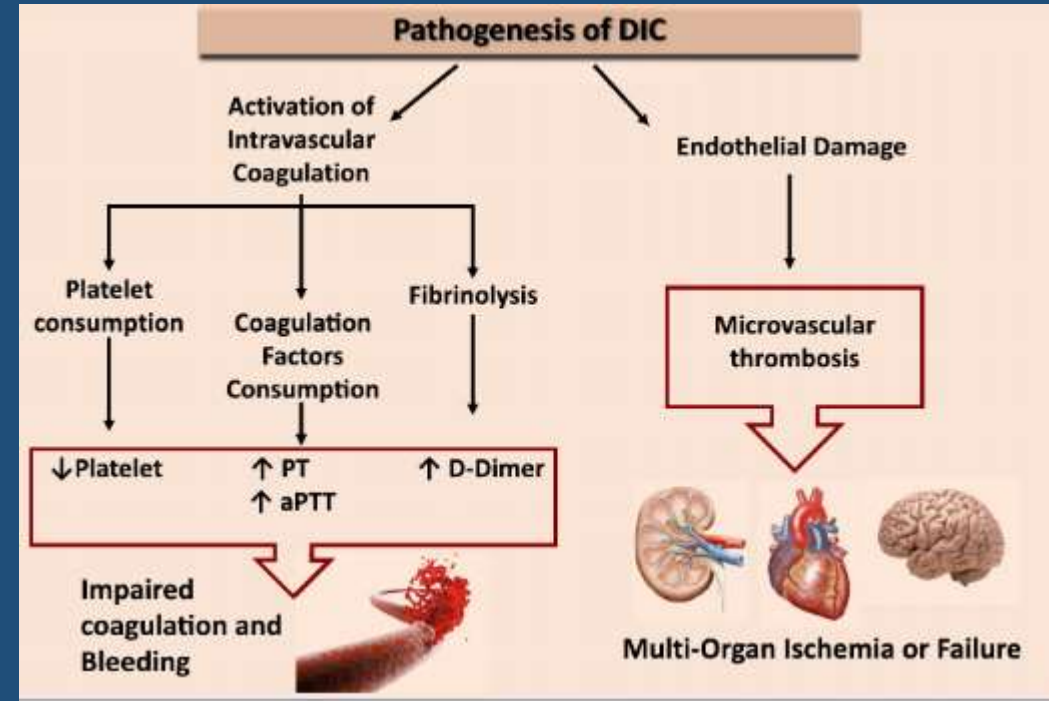 Pathogenesis of DIC
Activation of
Intravascular
Coagulation
Endothelial Damage
Platelet
consumption
Coagulation
Factors
Consumption
Fibrinolysis
Microvascular
thrombosis
↓Platelet
↑ PT
↑ aPTT
↑ D-Dimer
Impaired
coagulation and
Bleeding
Multi-Organ Ischemia or Failure